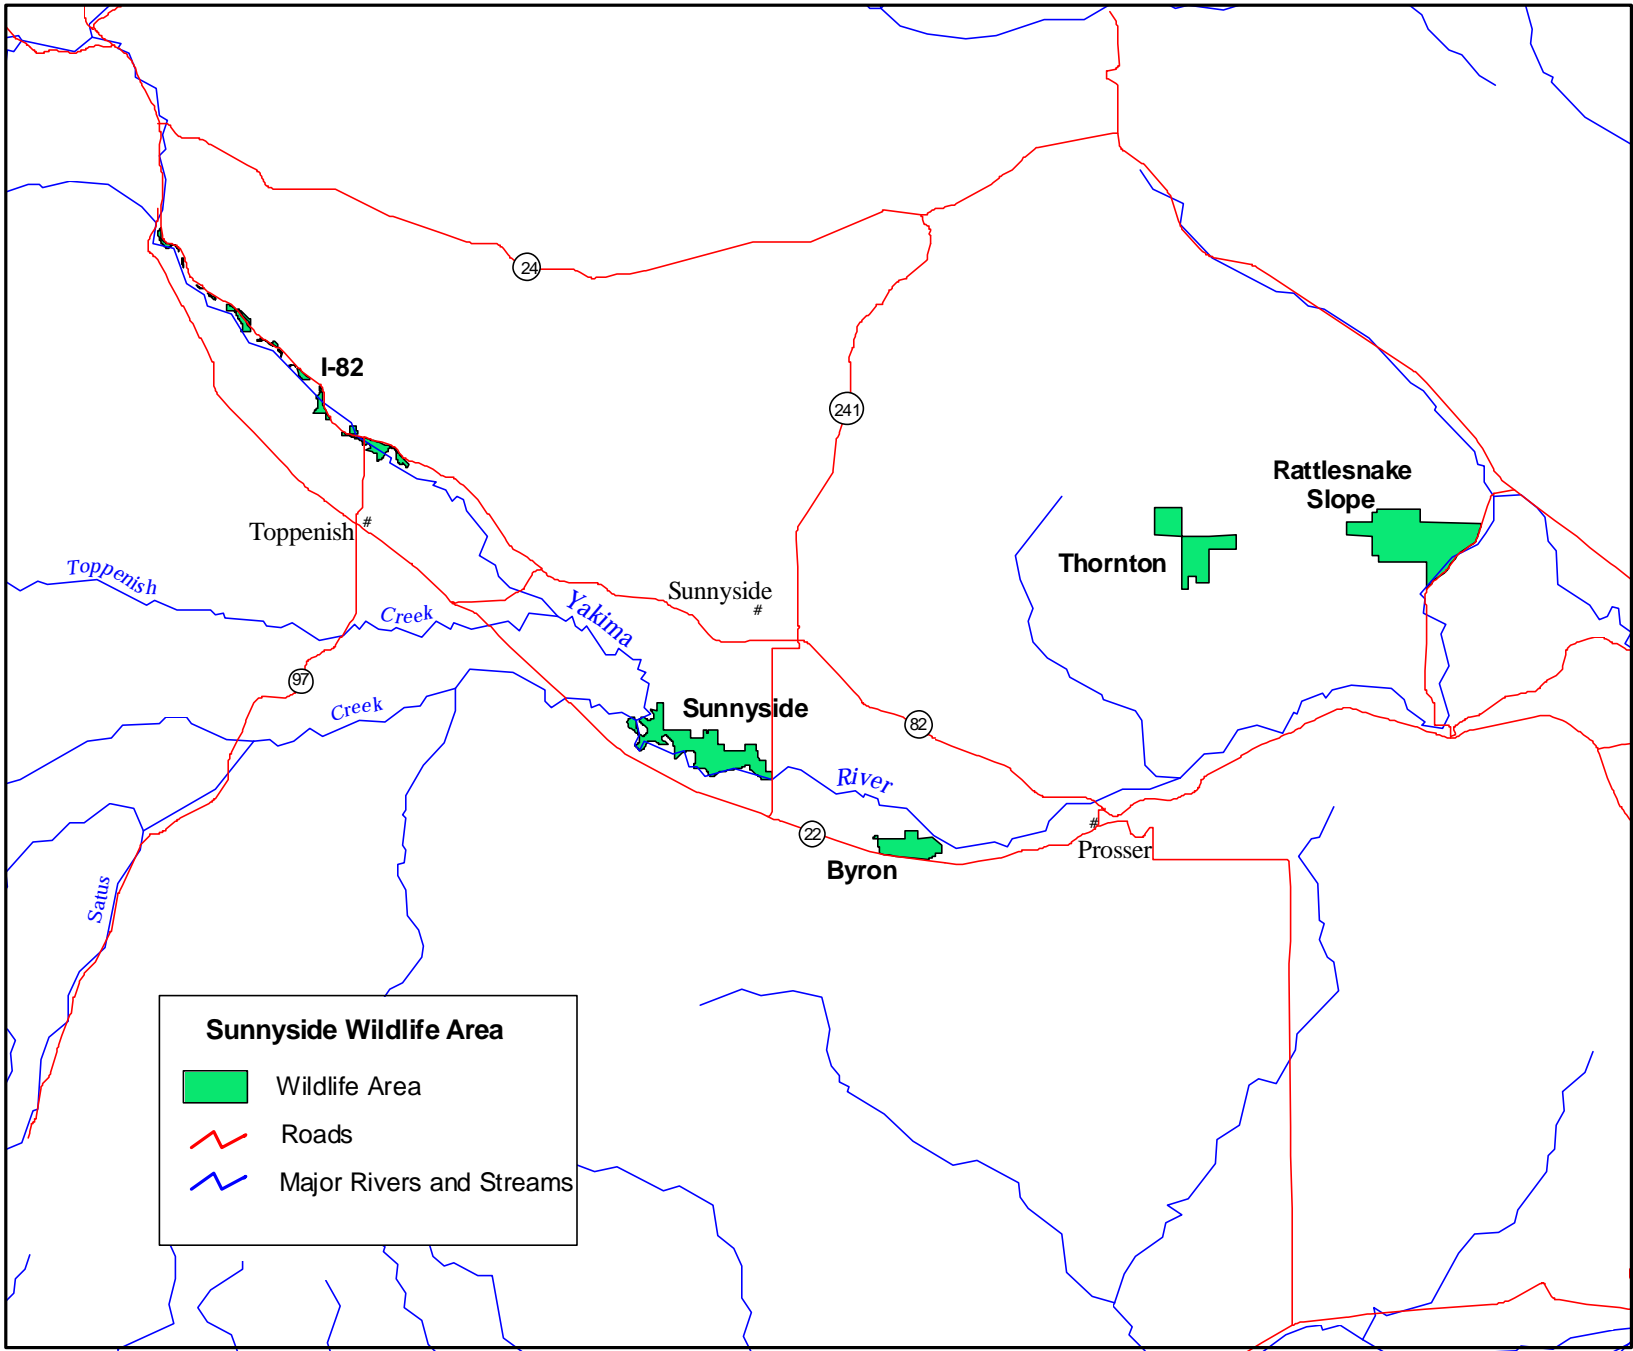 24
I-82
241
Rattlesnake
Slope
Toppenish #
Thornton
Toppenish
Sunnyside
#
Creek
Yakima
97
Creek
Sunnyside
82
River
22
#
Prosser
Byron
Satus
Sunnyside Wildlife Area
Wildlife Area
Roads
Major Rivers and Streams